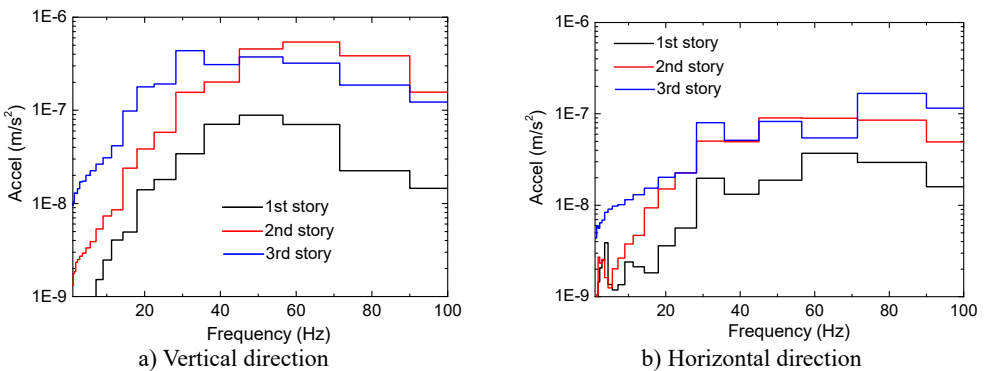 1E-6
1E-7
1E-8
1E-9
Accel (m/s²)
1st story
2nd story
3rd story
20 40 60 80 100
Frequency (Hz)
a) Vertical direction
1E-6
1E-7
1E-8
1E-9
Accel (m/s²)
1st story
2nd story
3rd story
20 40 60 80 100
Frequency (Hz)
b) Horizontal direction